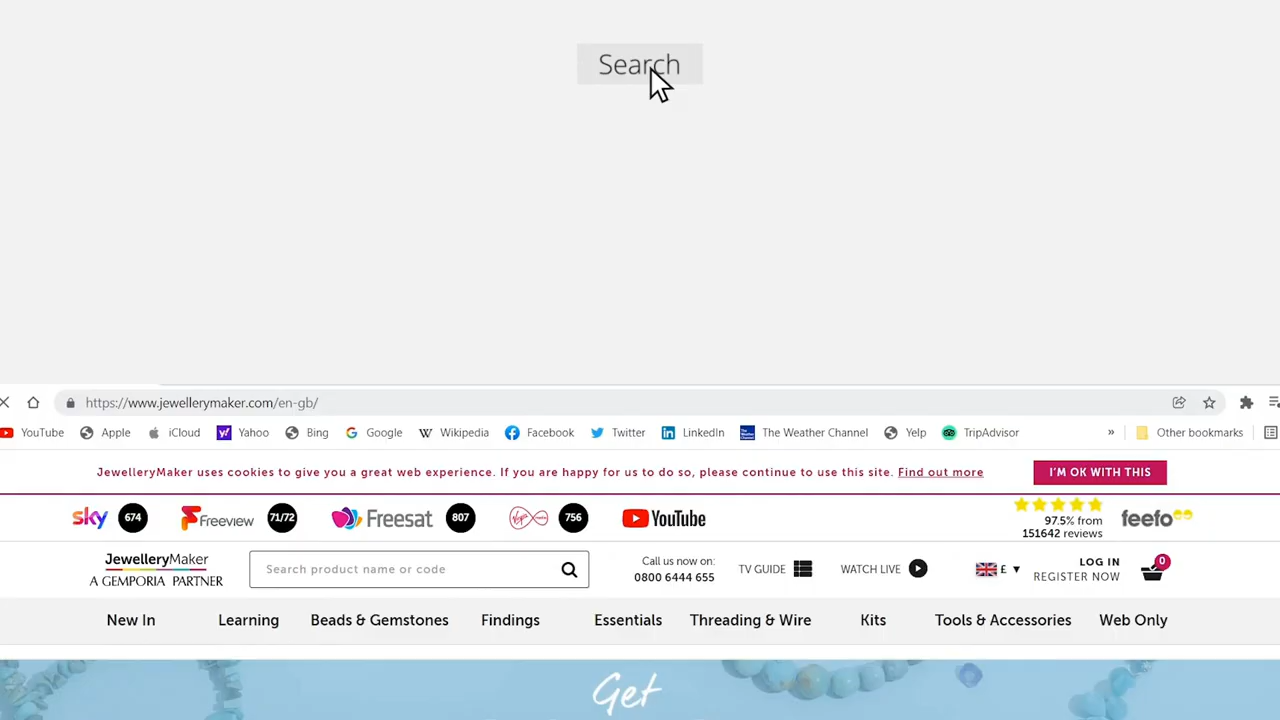 Search
https://www.jewellerymaker.com/en-gb/
YouTube Apple iCloud Yahoo Bing Google Wikipedia Facebook Twitter LinkedIn The Weather Channel Yelp TripAdvisor » Other bookmarks
JewelleryMaker uses cookies to give you a great web experience. If you are happy for us to do so, please continue to use this site. Find out more I'M OK WITH THIS
sky 674 Freeview 71/72 Freesat 807 Virgin media 756 YouTube
97.5% from
151642 reviews
feefo
JewelleryMaker
A GEMPORIA PARTNER
Search product name or code
Call us now on:
0800 6444 655
TV GUIDE
WATCH LIVE
£
LOG IN
REGISTER NOW
0
New In Learning Beads & Gemstones Findings Essentials Threading & Wire Kits Tools & Accessories Web Only
Get